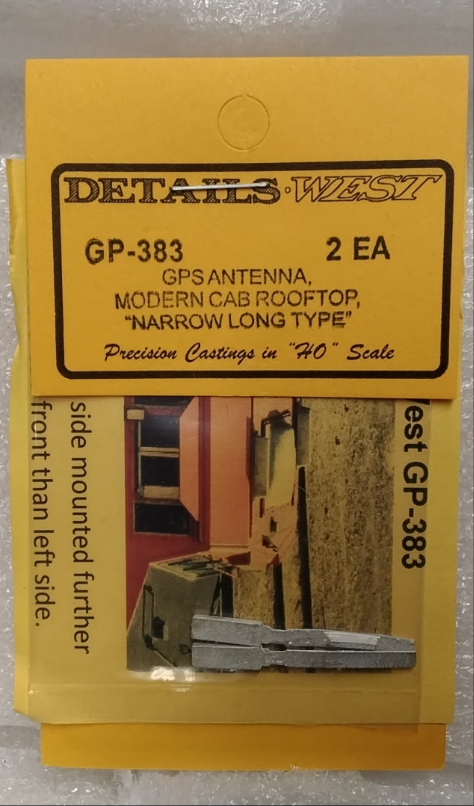 DETAILS·WEST
GP-383 2 EA
GPS ANTENNA,
MODERN CAB ROOFTOP,
"NARROW LONG TYPE"
Precision Castings in "HO" Scale
est GP-383
side mounted further
front than left side.